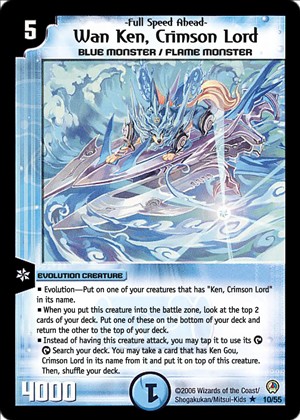 -Full Speed Ahead-
5
Wan Ken, Crimson Lord
BLUE MONSTER / FLAME MONSTER
EVOLUTION CREATURE
■ Evolution—Put on one of your creatures that has "Ken, Crimson Lord"
in its name.
■ When you put this creature into the battle zone, look at the top 2
cards of your deck. Put one of these on the bottom of your deck and
return the other to the top of your deck.
■ Instead of having this creature attack, you may tap it to use its
Search your deck. You may take a card that has Ken Gou,
Crimson Lord in its name from it and put it on top of this creature.
Then, shuffle your deck.
4000
©2006 Wizards of the Coast/
Shogakukan/Mitsui-Kids ★ 10/55